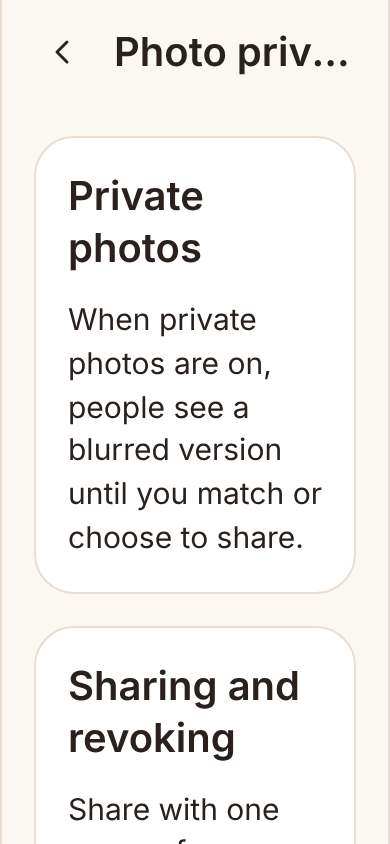 Photo priv...
Private
photos
When private
photos are on,
people see a
blurred version
until you match or
choose to share.
Sharing and
revoking
Share with one